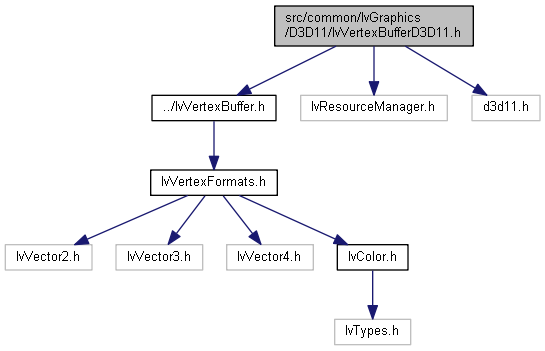 src/common/lvGraphics
/D3D11/lvVertexBufferD3D11.h
../lvVertexBuffer.h
lvResourceManager.h
d3d11.h
lvVertexFormats.h
lvVector2.h
lvVector3.h
lvVector4.h
lvColor.h
lvTypes.h